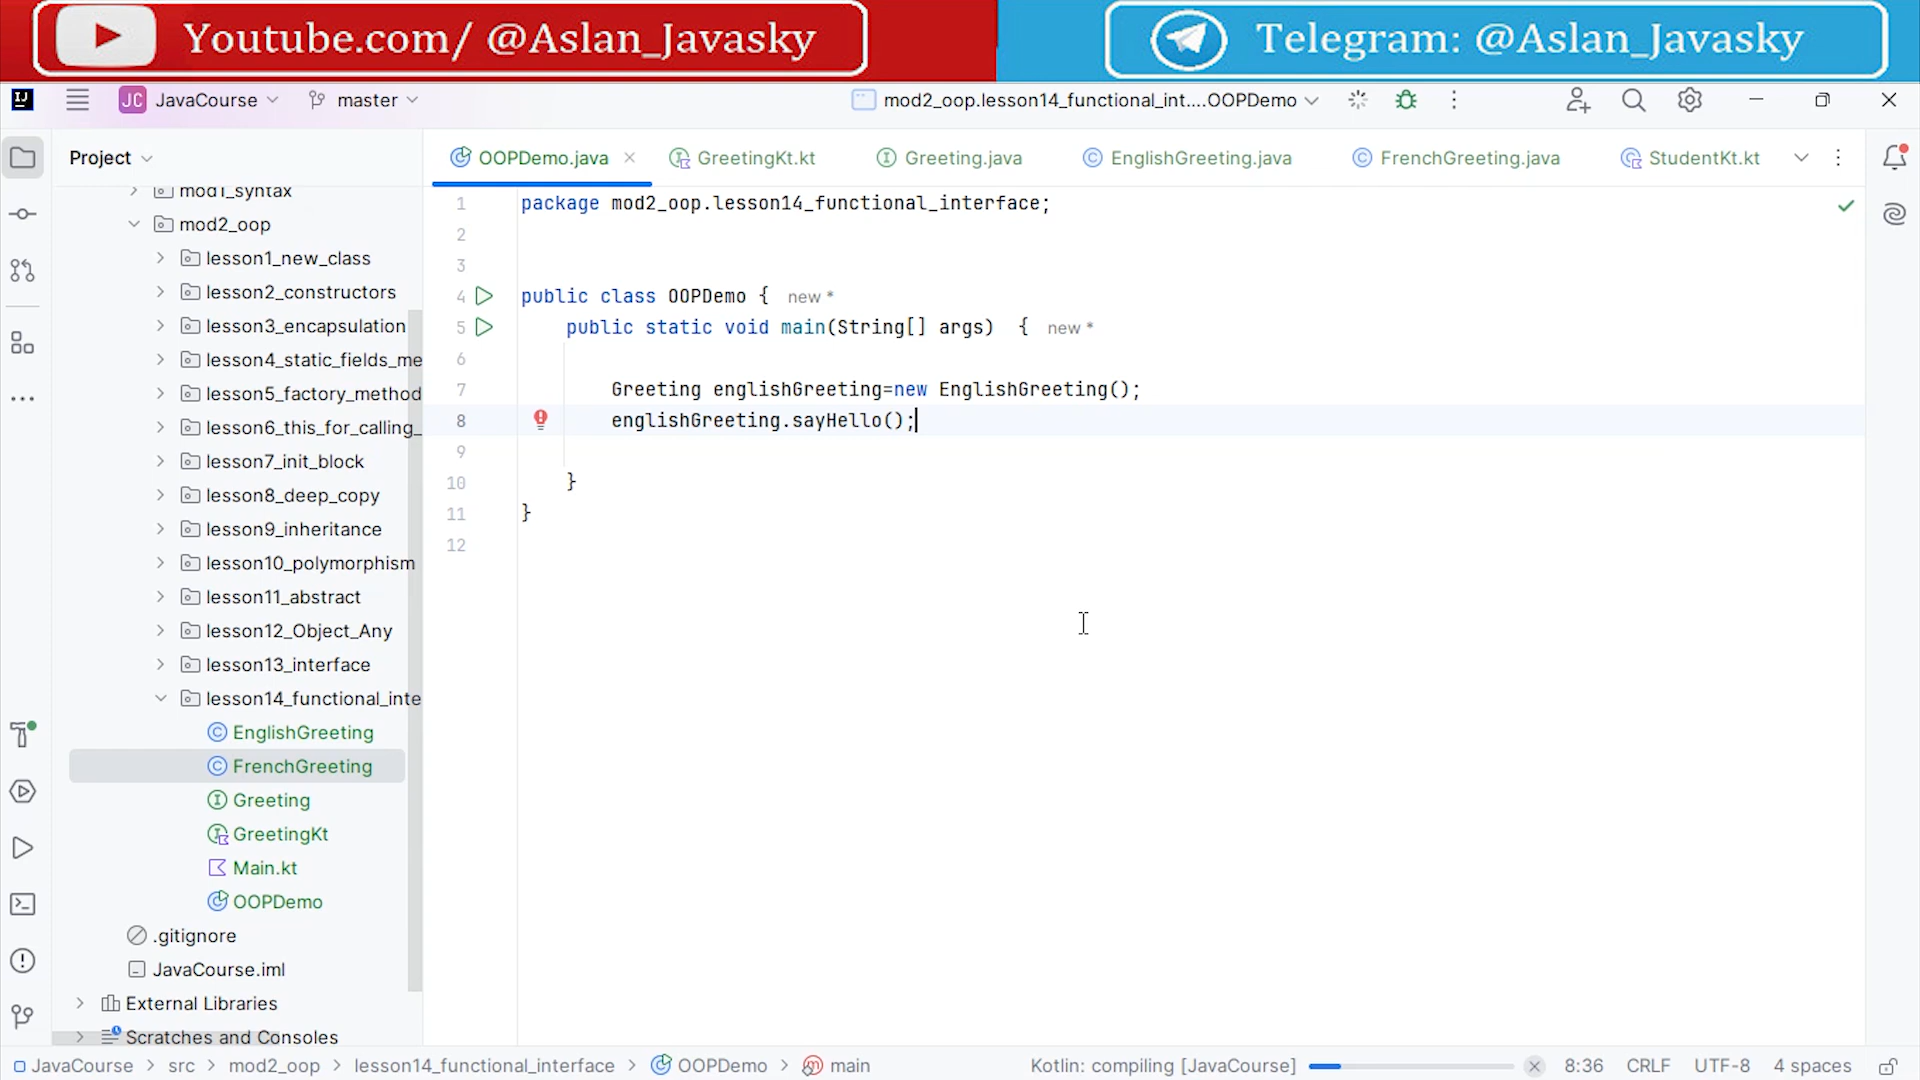 Youtube.com/ @Aslan_Javasky
Telegram: @Aslan_Javasky
IJ
JC JavaCourse
master
mod2_oop.lesson14_functional_int....OOPDemo
Project
OOPDemo.java
GreetingKt.kt
Greeting.java
EnglishGreeting.java
FrenchGreeting.java
StudentKt.kt
mod1_syntax
mod2_oop
lesson1_new_class
lesson2_constructors
lesson3_encapsulation
lesson4_static_fields_me
lesson5_factory_method
lesson6_this_for_calling_
lesson7_init_block
lesson8_deep_copy
lesson9_inheritance
lesson10_polymorphism
lesson11_abstract
lesson12_Object_Any
lesson13_interface
lesson14_functional_inte
EnglishGreeting
FrenchGreeting
Greeting
GreetingKt
Main.kt
OOPDemo
.gitignore
JavaCourse.iml
External Libraries
Scratches and Consoles
1 package mod2_oop.lesson14_functional_interface;
2
3
4 public class OOPDemo { new *
5 public static void main(String[] args) { new *
6
7 Greeting englishGreeting=new EnglishGreeting();
8 englishGreeting.sayHello();
9
10 }
11 }
12
JavaCourse > src > mod2_oop > lesson14_functional_interface > OOPDemo > main
Kotlin: compiling [JavaCourse]
8:36 CRLF UTF-8 4 spaces